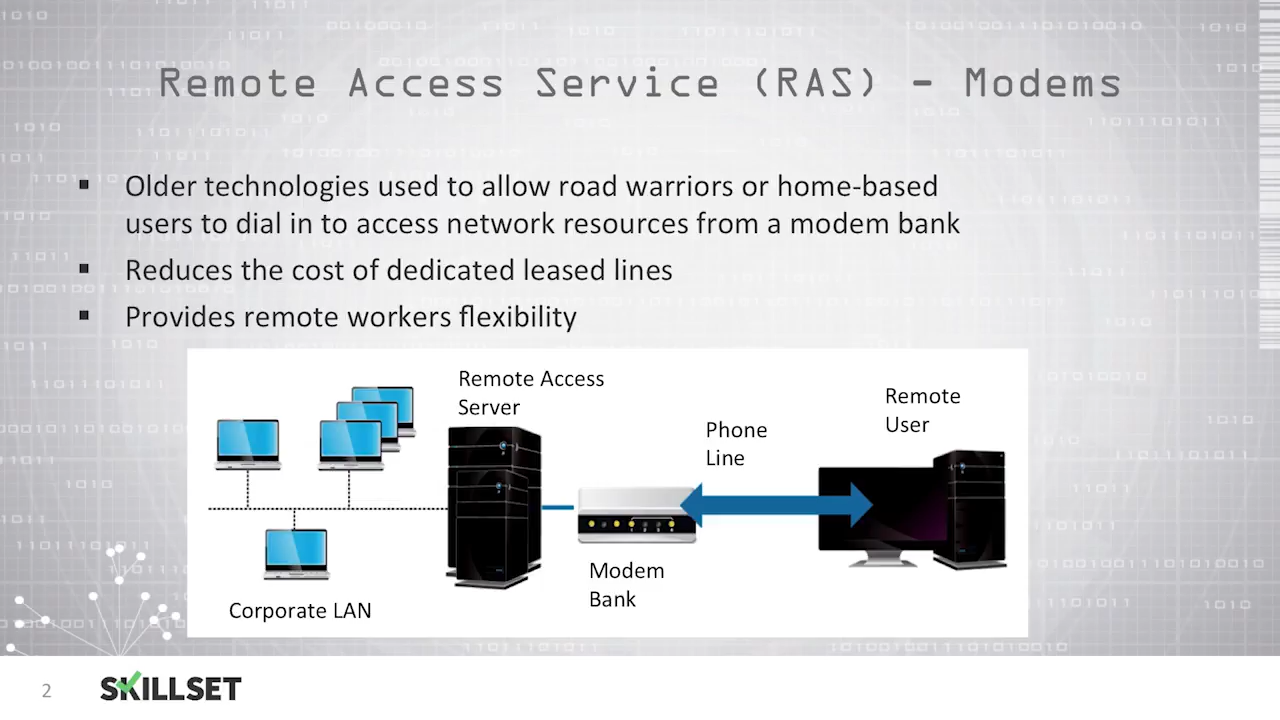 Remote Access Service (RAS) – Modems
▪ Older technologies used to allow road warriors or home-based
users to dial in to access network resources from a modem bank
▪ Reduces the cost of dedicated leased lines
▪ Provides remote workers flexibility
Remote Access
Server
Remote
User
Phone
Line
Modem
Bank
Corporate LAN
2
SKILLSET